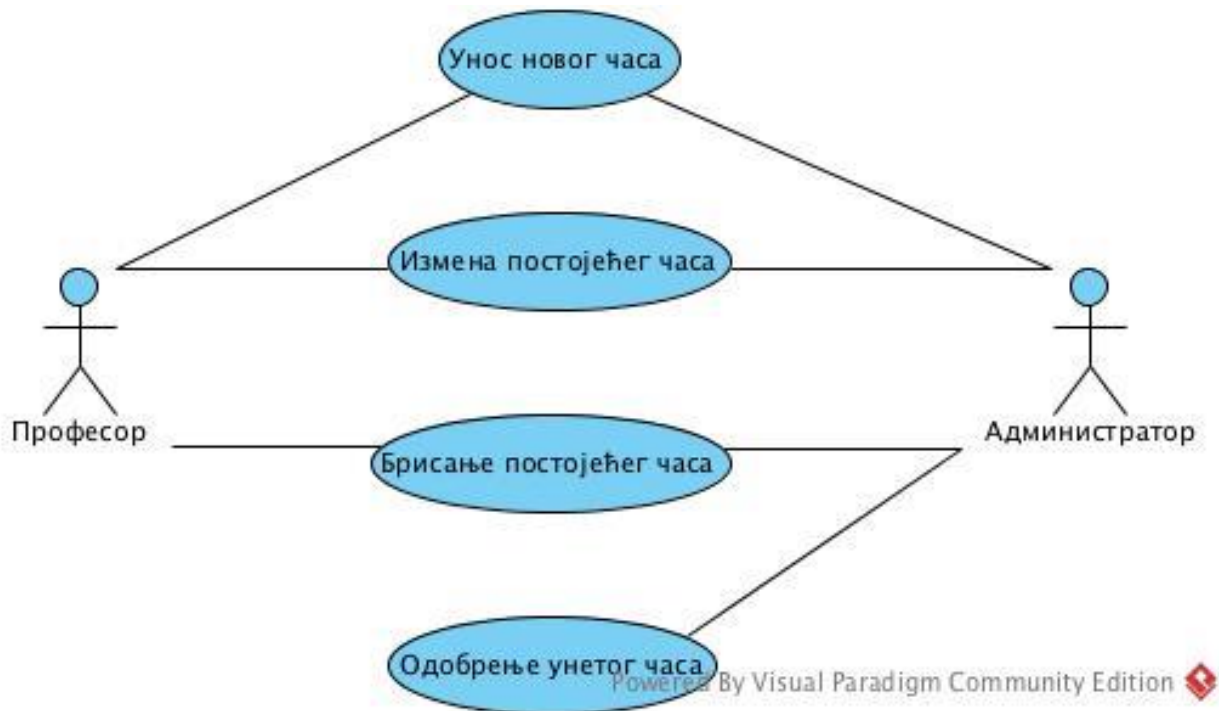 Унос новог часа
Измена постојећег часа
Професор
Администратор
Брисање постојећег часа
Одобрење унетог часа
Powered By Visual Paradigm Community Edition